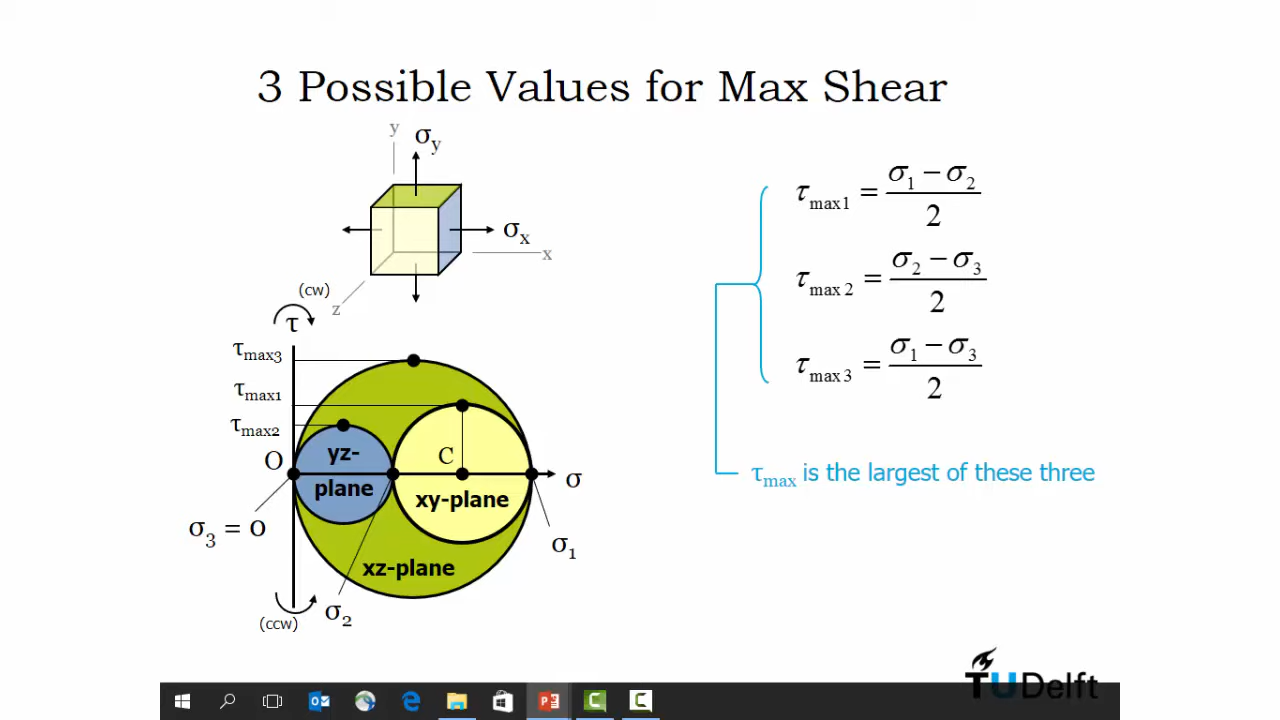 3 Possible Values for Max Shear
y
σy
σx
x
z
(cw)
τ
τmax3
τmax1
τmax2
O
yz-
plane
C
xy-plane
σ
σ3 = 0
σ1
xz-plane
σ2
(ccw)
τmax1 = (σ1 − σ2) / 2
τmax2 = (σ2 − σ3) / 2
τmax3 = (σ1 − σ3) / 2
τmax is the largest of these three
TUDelft